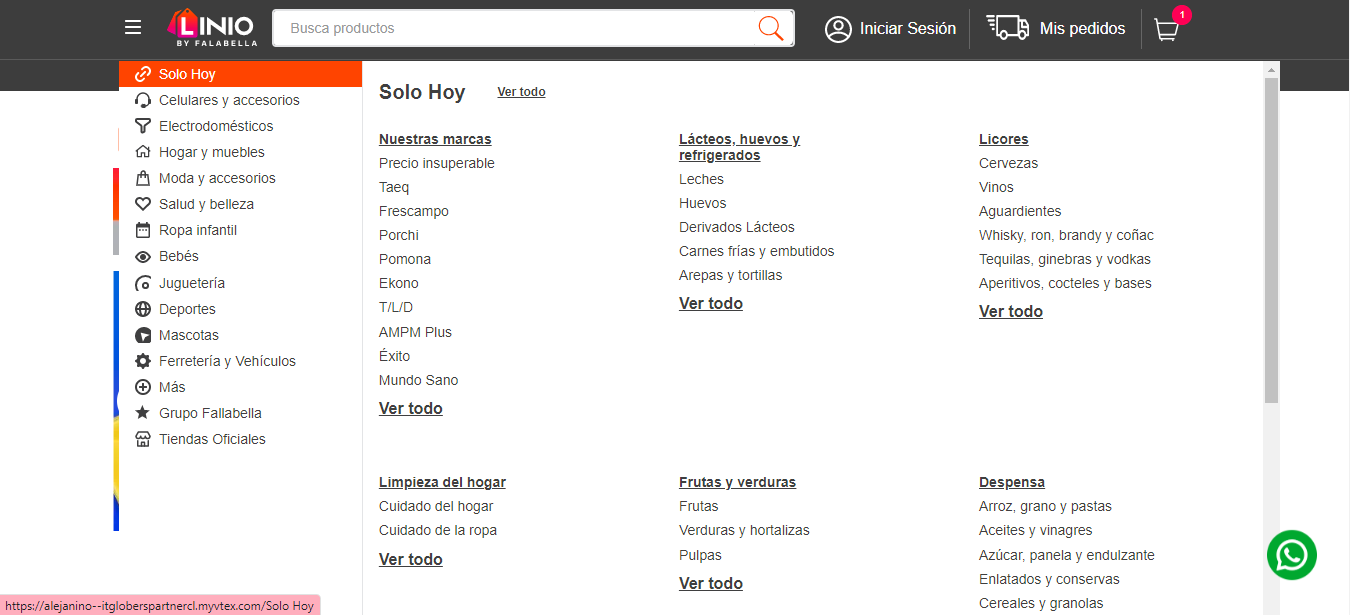 LINIO
BY FALABELLA
Busca productos
Iniciar Sesión
Mis pedidos
1
Solo Hoy
Celulares y accesorios
Electrodomésticos
Hogar y muebles
Moda y accesorios
Salud y belleza
Ropa infantil
Bebés
Juguetería
Deportes
Mascotas
Ferretería y Vehículos
Más
Grupo Fallabella
Tiendas Oficiales
Solo Hoy Ver todo
Nuestras marcas
Precio insuperable
Taeq
Frescampo
Porchi
Pomona
Ekono
T/L/D
AMPM Plus
Éxito
Mundo Sano
Ver todo
Lácteos, huevos y
refrigerados
Leches
Huevos
Derivados Lácteos
Carnes frías y embutidos
Arepas y tortillas
Ver todo
Licores
Cervezas
Vinos
Aguardientes
Whisky, ron, brandy y coñac
Tequilas, ginebras y vodkas
Aperitivos, cocteles y bases
Ver todo
Limpieza del hogar
Cuidado del hogar
Cuidado de la ropa
Ver todo
Frutas y verduras
Frutas
Verduras y hortalizas
Pulpas
Ver todo
Despensa
Arroz, grano y pastas
Aceites y vinagres
Azúcar, panela y endulzante
Enlatados y conservas
Cereales y granolas
https://alejanino--itgloberspartnercl.myvtex.com/Solo Hoy